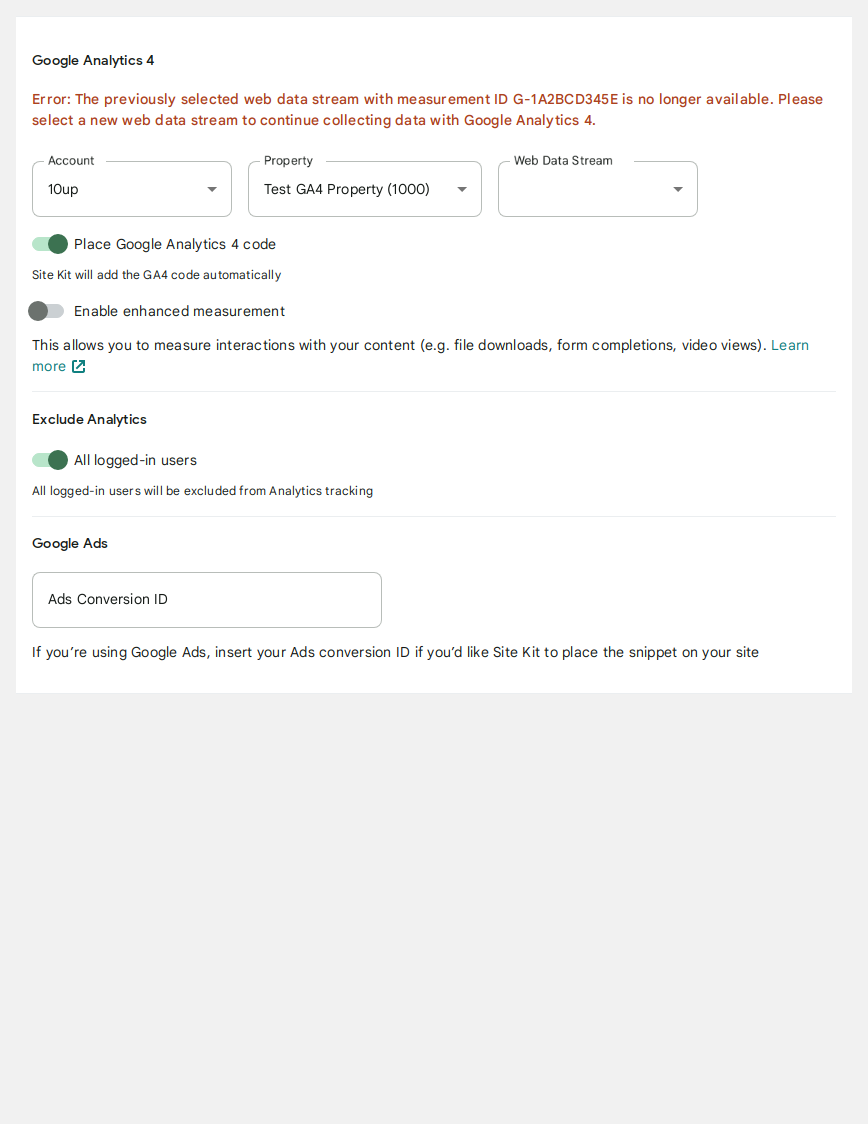 Google Analytics 4
Error: The previously selected web data stream with measurement ID G-1A2BCD345E is no longer available. Please
select a new web data stream to continue collecting data with Google Analytics 4.
Account Property Web Data Stream
10up Test GA4 Property (1000)
Place Google Analytics 4 code
Site Kit will add the GA4 code automatically
Enable enhanced measurement
This allows you to measure interactions with your content (e.g. file downloads, form completions, video views). Learn
more
Exclude Analytics
All logged-in users
All logged-in users will be excluded from Analytics tracking
Google Ads
Ads Conversion ID
If you’re using Google Ads, insert your Ads conversion ID if you’d like Site Kit to place the snippet on your site